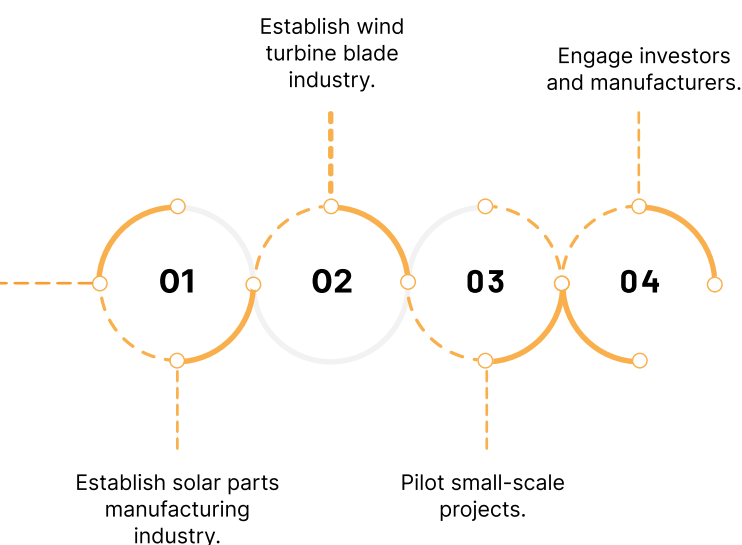 Establish wind
turbine blade
industry.
Engage investors
and manufacturers.
01
02
03
04
Establish solar parts
manufacturing
industry.
Pilot small-scale
projects.